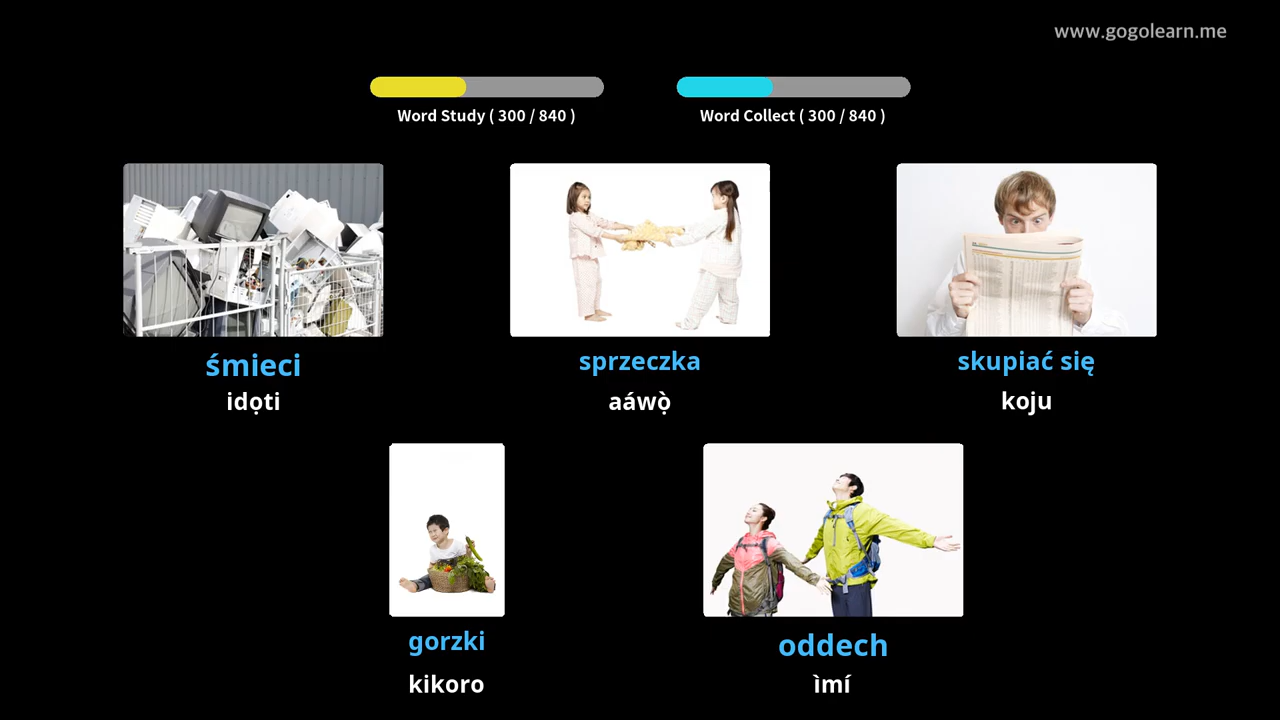 www.gogolearn.me
Word Study ( 300 / 840 )
Word Collect ( 300 / 840 )
śmieci
sprzeczka
skupiać się
idọti
aáwọ̀
koju
gorzki
oddech
kikoro
ìmí